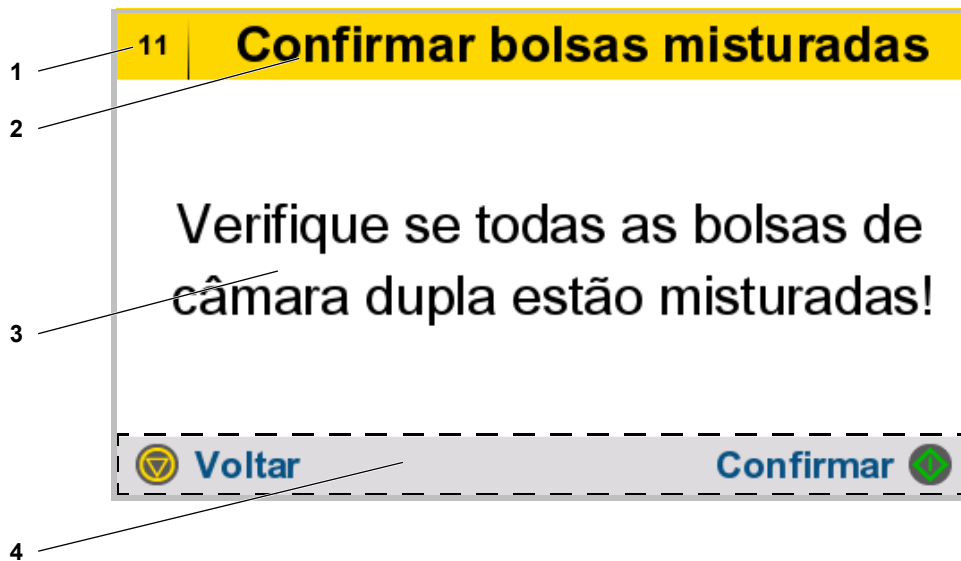 11 Confirmar bolsas misturadas
1
2
Verifique se todas as bolsas de
câmara dupla estão misturadas!
3
Voltar Confirmar
4